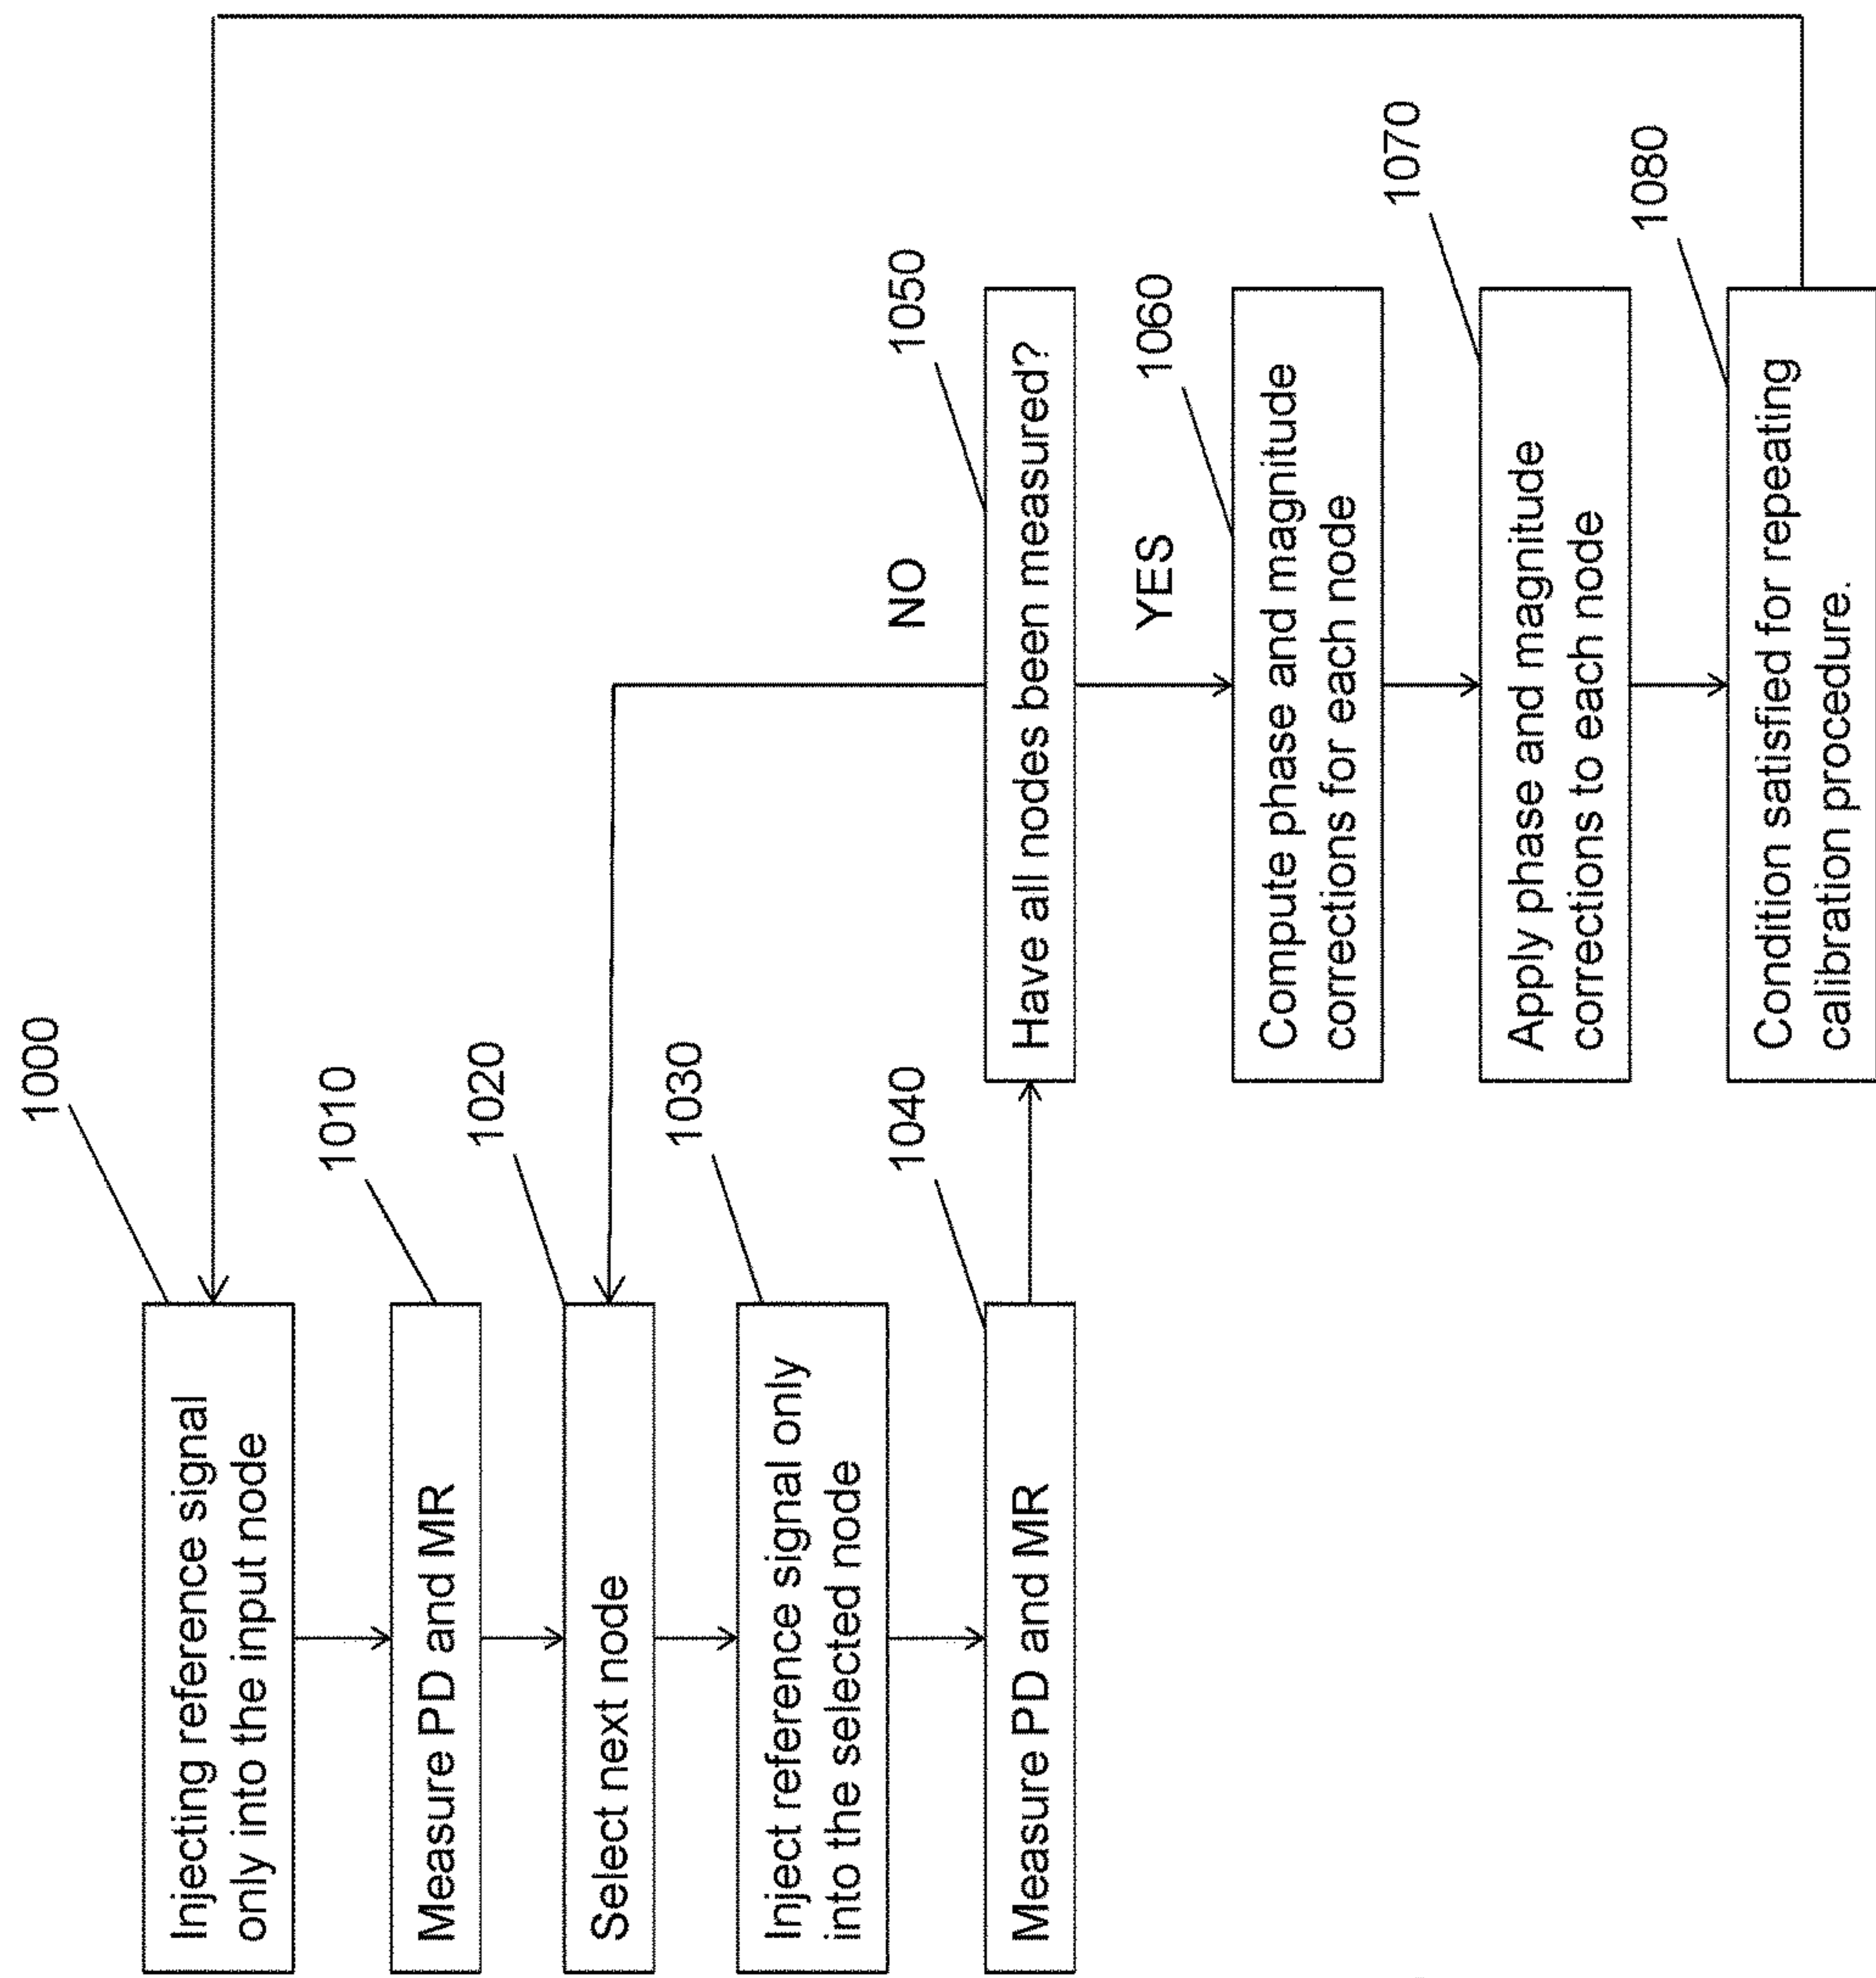 1000
Injecting reference signal
only into the input node
1010
Measure PD and MR
1020
Select next node
1030
Inject reference signal only
into the selected node
1040
Measure PD and MR
NO
1050
Have all nodes been measured?
YES
1060
Compute phase and magnitude
corrections for each node
1070
Apply phase and magnitude
corrections to each node
1080
Condition satisfied for repeating
calibration procedure.